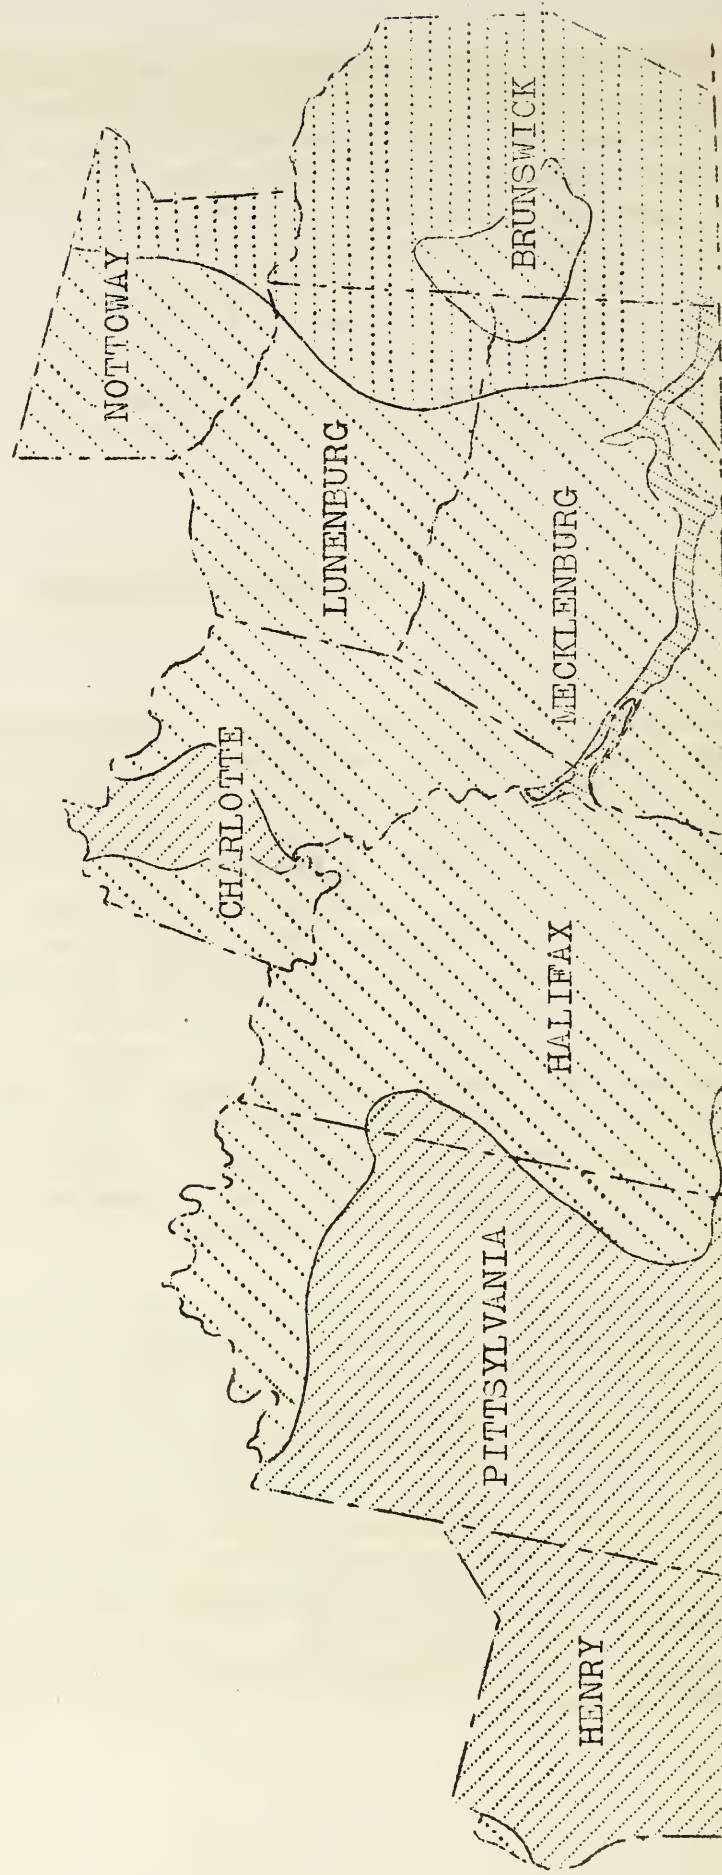 NOTTOWAY
BRUNSWICK
LUNENBURG
MECKLENBURG
CHARLOTTE
HALIFAX
PITTSYLVANIA
HENRY